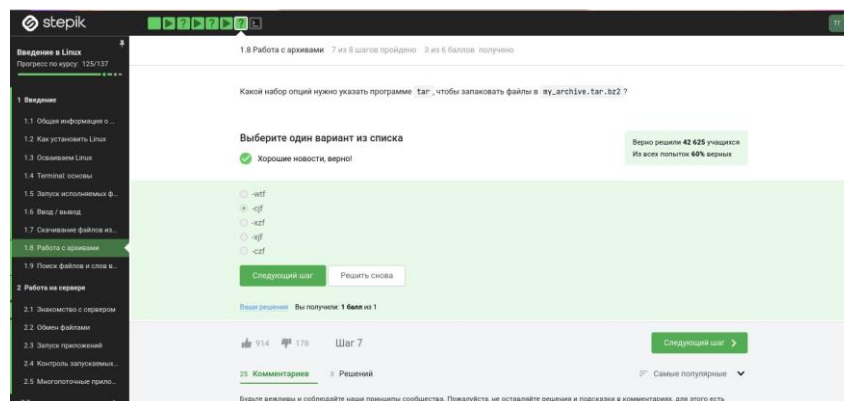 stepik
ТГ
Введение в Linux
Прогресс по курсу: 125/137
1 Введение
1.1 Общая информация о ...
1.2 Как установить Linux
1.3 Осваиваем Linux
1.4 Terminal: основы
1.5 Запуск исполняемых ф...
1.6 Ввод / вывод
1.7 Скачивание файлов из...
1.8 Работа с архивами
1.9 Поиск файлов и слов в...
2 Работа на сервере
2.1 Знакомство с сервером
2.2 Обмен файлами
2.3 Запуск приложений
2.4 Контроль запускаемых...
2.5 Многопоточные прило...
1.8 Работа с архивами 7 из 8 шагов пройдено 3 из 6 баллов получено
Какой набор опций нужно указать программе tar, чтобы запаковать файлы в my_archive.tar.bz2 ?
Выберите один вариант из списка
Хорошие новости, верно!
Верно решили 42 625 учащихся
Из всех попыток 60% верных
-wtf
-cjf
-xzf
-xjf
-czf
Следующий шаг
Решить снова
Ваши решения Вы получили: 1 балл из 1
914 178 Шаг 7
Следующий шаг
25 Комментариев 8 Решений
Самые популярные
Будьте вежливы и соблюдайте наши принципы сообщества. Пожалуйста, не оставляйте решения и подсказки в комментариях, для этого есть